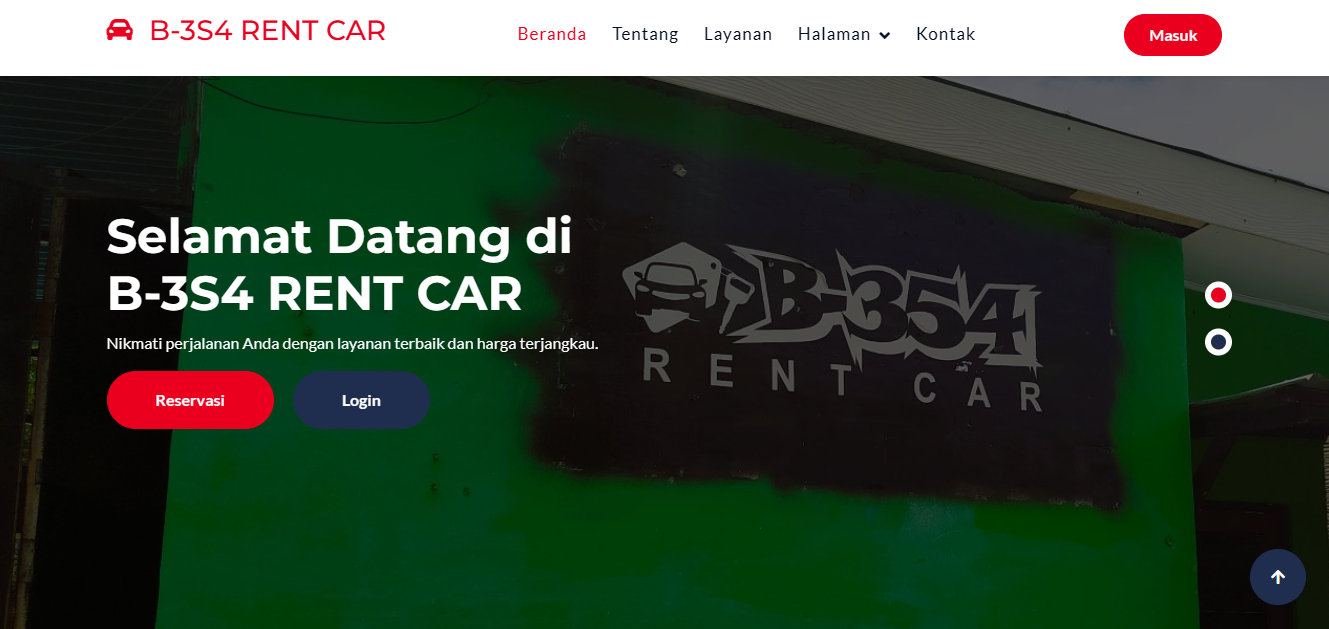 B-3S4 RENT CAR
Beranda Tentang Layanan Halaman Kontak
Masuk
Selamat Datang di
B-3S4 RENT CAR
Nikmati perjalanan Anda dengan layanan terbaik dan harga terjangkau.
Reservasi Login
B-354
RENT CAR